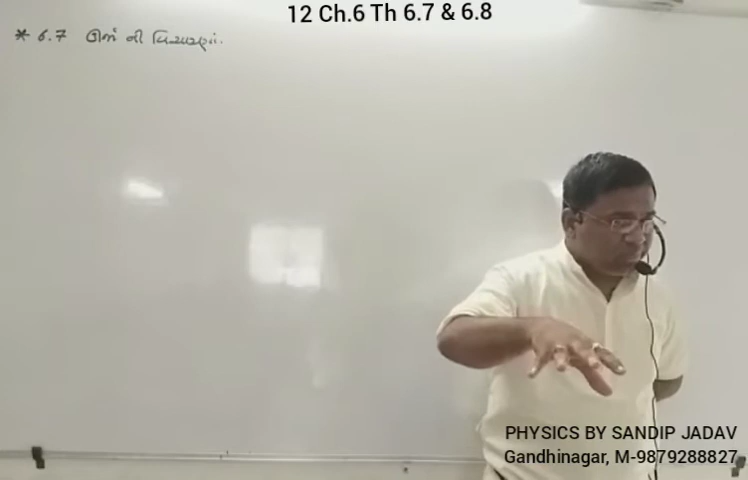 12 Ch.6 Th 6.7 & 6.8
* 6.7 ઊર્જા ની વિચારણા.
PHYSICS BY SANDIP JADAV
Gandhinagar, M-9879288827